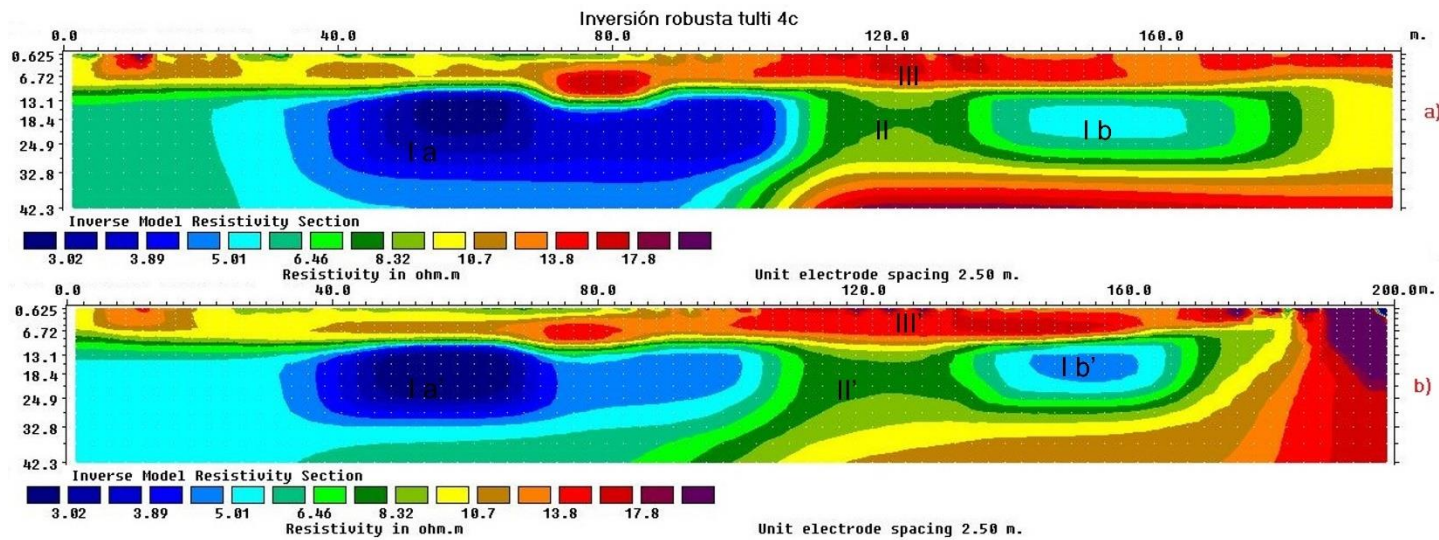 Inversión robusta tulti 4c
0.0 40.0 80.0 120.0 160.0 m.
0.625
6.72
13.1
18.4
24.9
32.8
42.3
III
II
I a
I b
a)
Inverse Model Resistivity Section
3.02 3.89 5.01 6.46 8.32 10.7 13.8 17.8
Resistivity in ohm.m Unit electrode spacing 2.50 m.
0.0 40.0 80.0 120.0 160.0 200.0 m.
0.625
6.72
13.1
18.4
24.9
32.8
42.3
III'
I a'
II'
I b'
b)
Inverse Model Resistivity Section
3.02 3.89 5.01 6.46 8.32 10.7 13.8 17.8
Resistivity in ohm.m Unit electrode spacing 2.50 m.